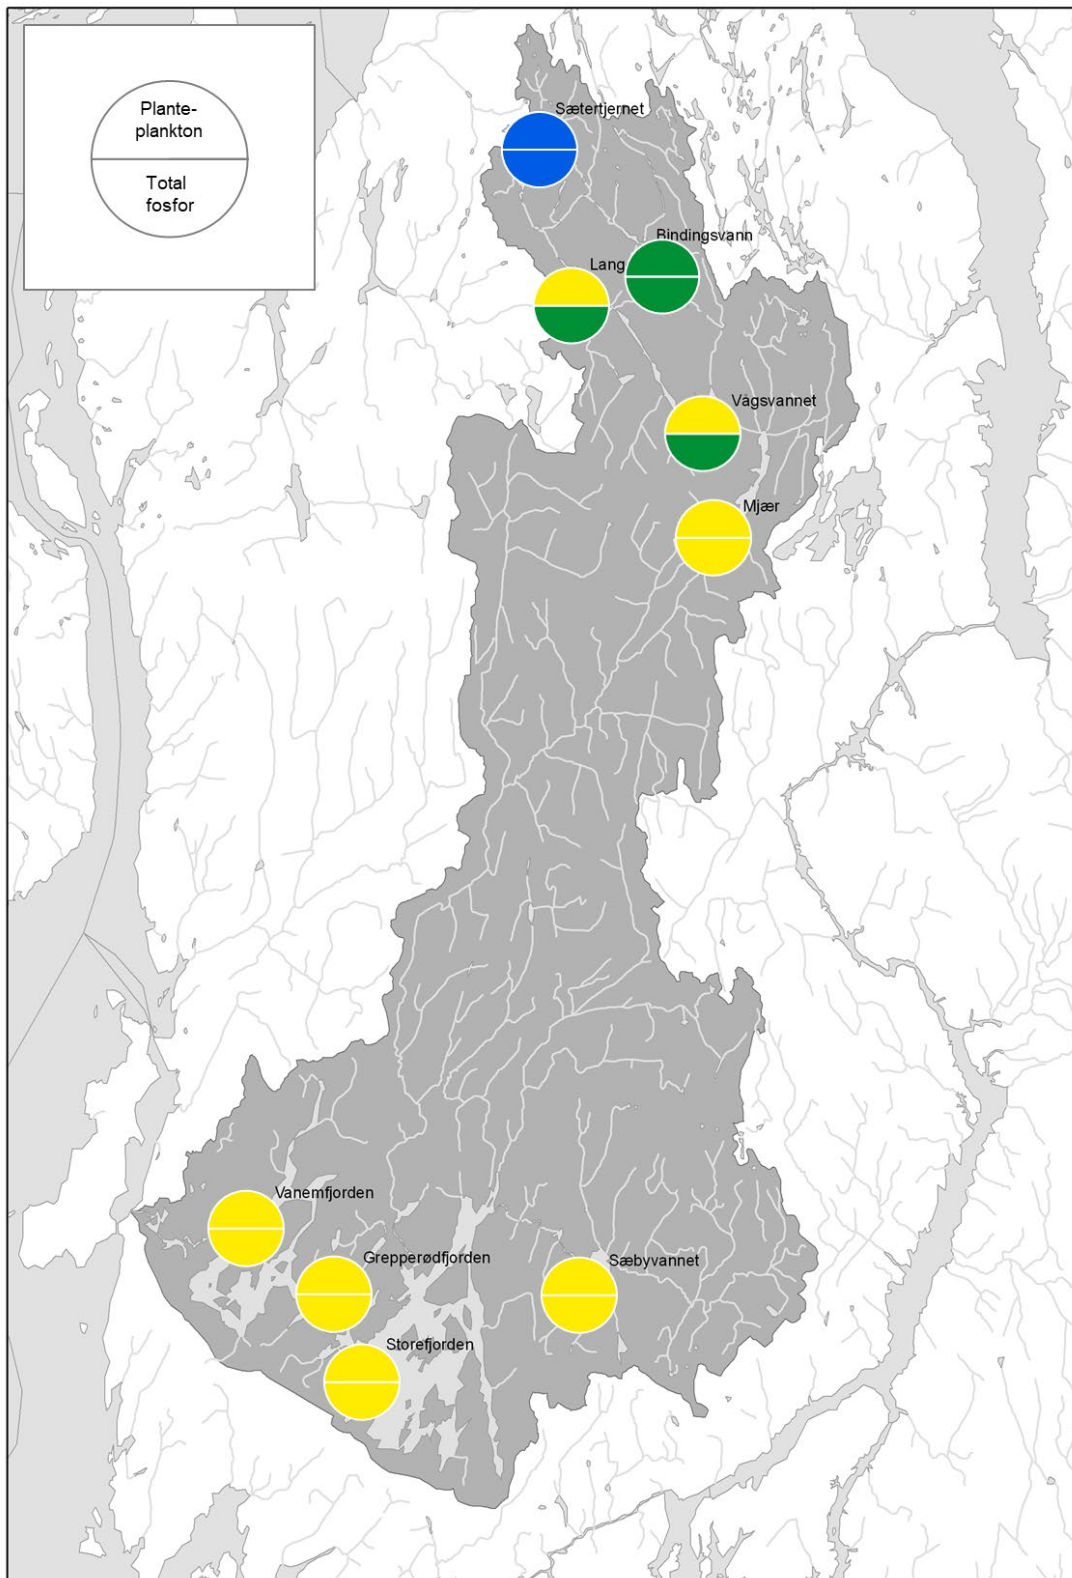 Plante-
plankton
Total
fosfor
Sætertjernet
Bindingsvann
Lang
Vågsvannet
Mjær
Vanemfjorden
Grepperødfjorden
Sæbyvannet
Storefjorden